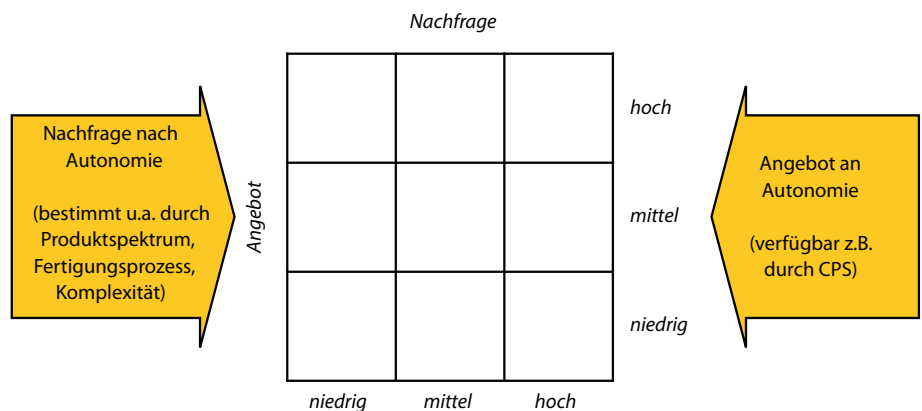 Nachfrage
Nachfrage nach
Autonomie
(bestimmt u.a. durch
Produktspektrum,
Fertigungsprozess,
Komplexität)
Angebot
hoch
mittel
niedrig
Angebot an
Autonomie
(verfügbar z.B.
durch CPS)
niedrig
mittel
hoch